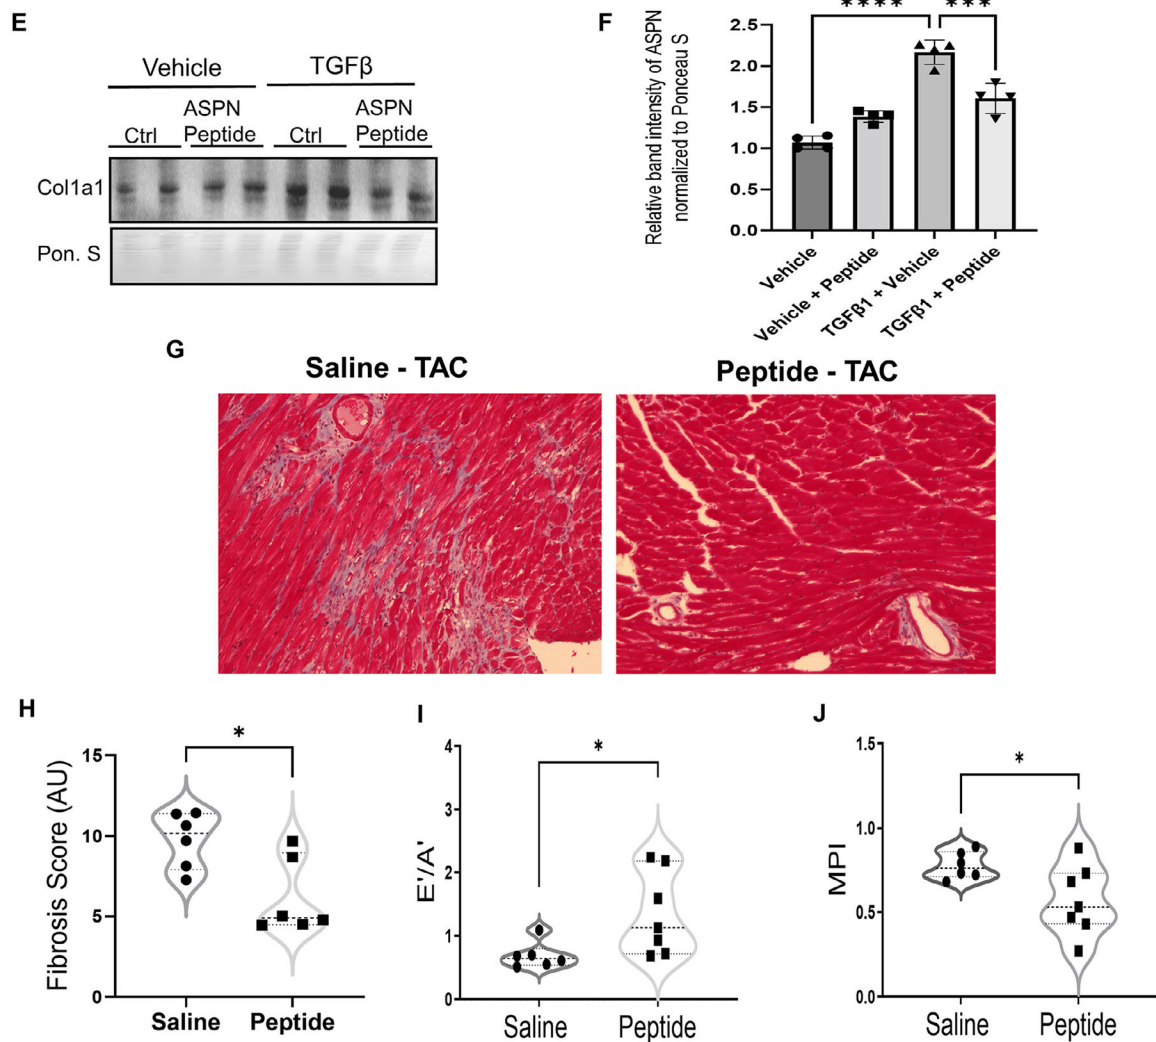 E
Vehicle
TGFβ
Ctrl
ASPN
Peptide
Ctrl
ASPN
Peptide
Col1a1
Pon. S
F
Relative band intensity of ASPN
normalized to Ponceau S
2.5
2.0
1.5
1.0
0.5
0.0
****
***
Vehicle
Vehicle + Peptide
TGFβ1 + Vehicle
TGFβ1 + Peptide
G
Saline - TAC
Peptide - TAC
H
Fibrosis Score (AU)
15
10
5
0
*
Saline
Peptide
I
E'/A'
4
3
2
1
0
*
Saline
Peptide
J
MPI
1.5
1.0
0.5
0.0
*
Saline
Peptide